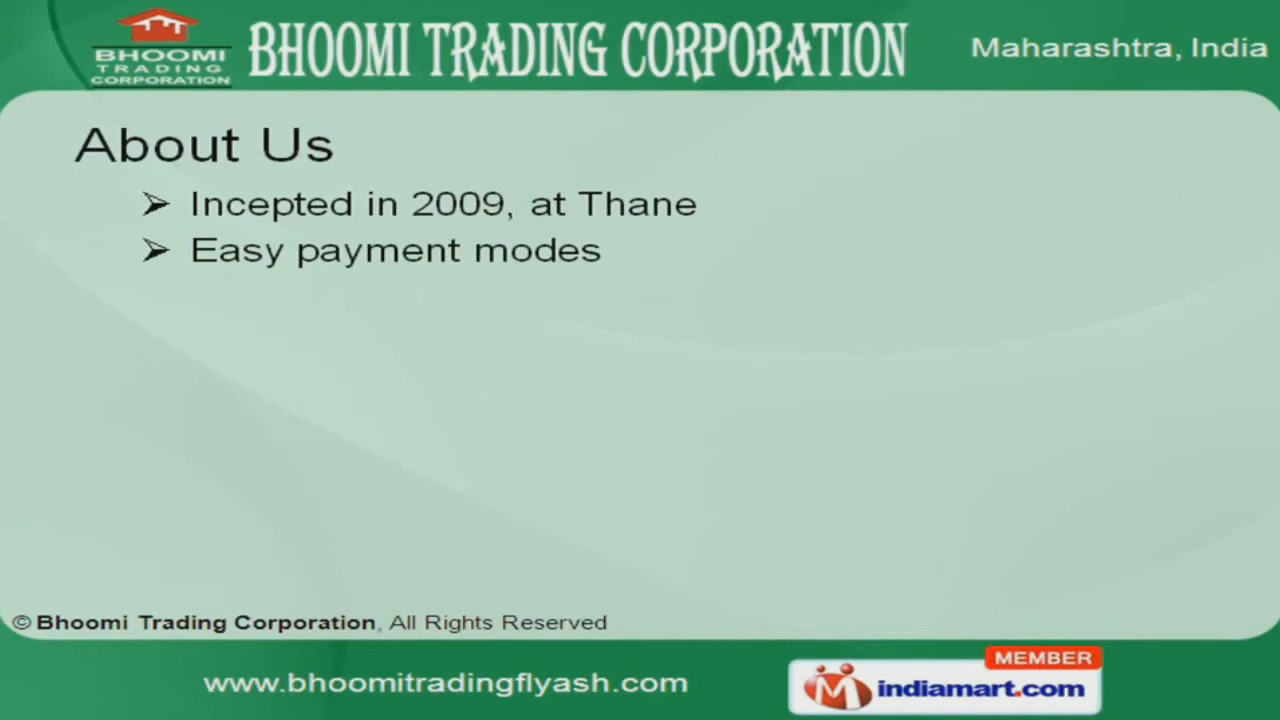 BHOOMI
TRADING
CORPORATION
BHOOMI TRADING CORPORATION
Maharashtra, India
About Us
➢ Incepted in 2009, at Thane
➢ Easy payment modes
© Bhoomi Trading Corporation, All Rights Reserved
www.bhoomitradingflyash.com
MEMBER
indiamart.com